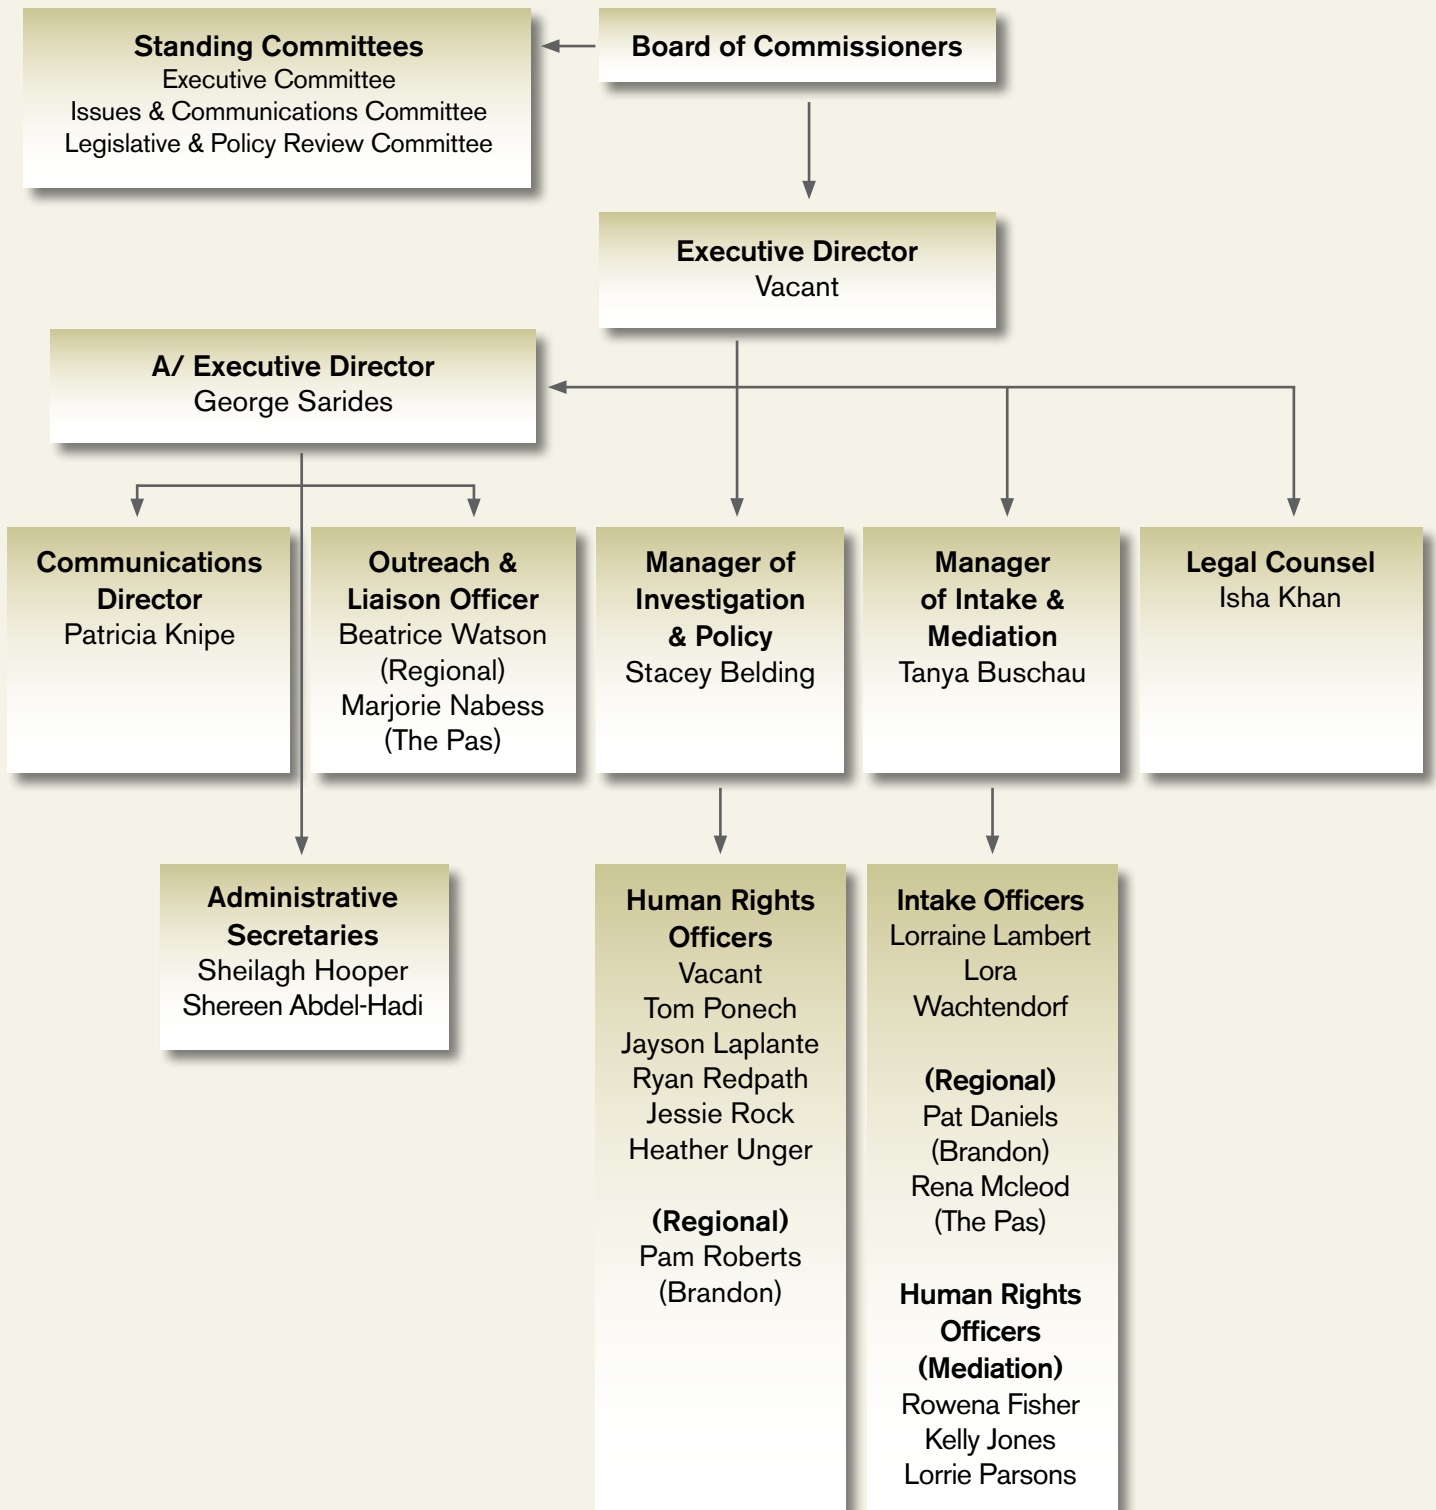 Standing Committees
Executive Committee
Issues & Communications Committee
Legislative & Policy Review Committee
Board of Commissioners
Executive Director
Vacant
A/ Executive Director
George Sarides
Communications
Director
Patricia Knipe
Outreach &
Liaison Officer
Beatrice Watson
(Regional)
Marjorie Nabess
(The Pas)
Manager of
Investigation
& Policy
Stacey Belding
Manager
of Intake &
Mediation
Tanya Buschau
Legal Counsel
Isha Khan
Administrative
Secretaries
Sheilagh Hooper
Shereen Abdel-Hadi
Human Rights
Officers
Vacant
Tom Ponech
Jayson Laplante
Ryan Redpath
Jessie Rock
Heather Unger
(Regional)
Pam Roberts
(Brandon)
Intake Officers
Lorraine Lambert
Lora
Wachtendorf
(Regional)
Pat Daniels
(Brandon)
Rena Mcleod
(The Pas)
Human Rights
Officers
(Mediation)
Rowena Fisher
Kelly Jones
Lorrie Parsons